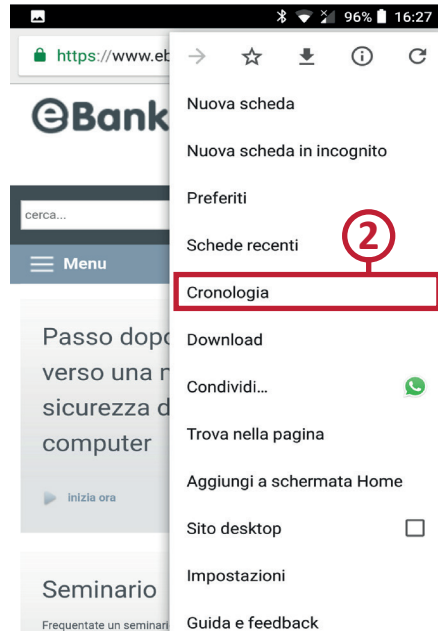 96% 16:27
https://www.eb
eBank
cerca...
Menu
Passo dopo
verso una
sicurezza d
computer
inizia ora
Seminario
Frequentate un seminari
Nuova scheda
Nuova scheda in incognito
Preferiti
Schede recenti
2
Cronologia
Download
Condividi...
Trova nella pagina
Aggiungi a schermata Home
Sito desktop
Impostazioni
Guida e feedback